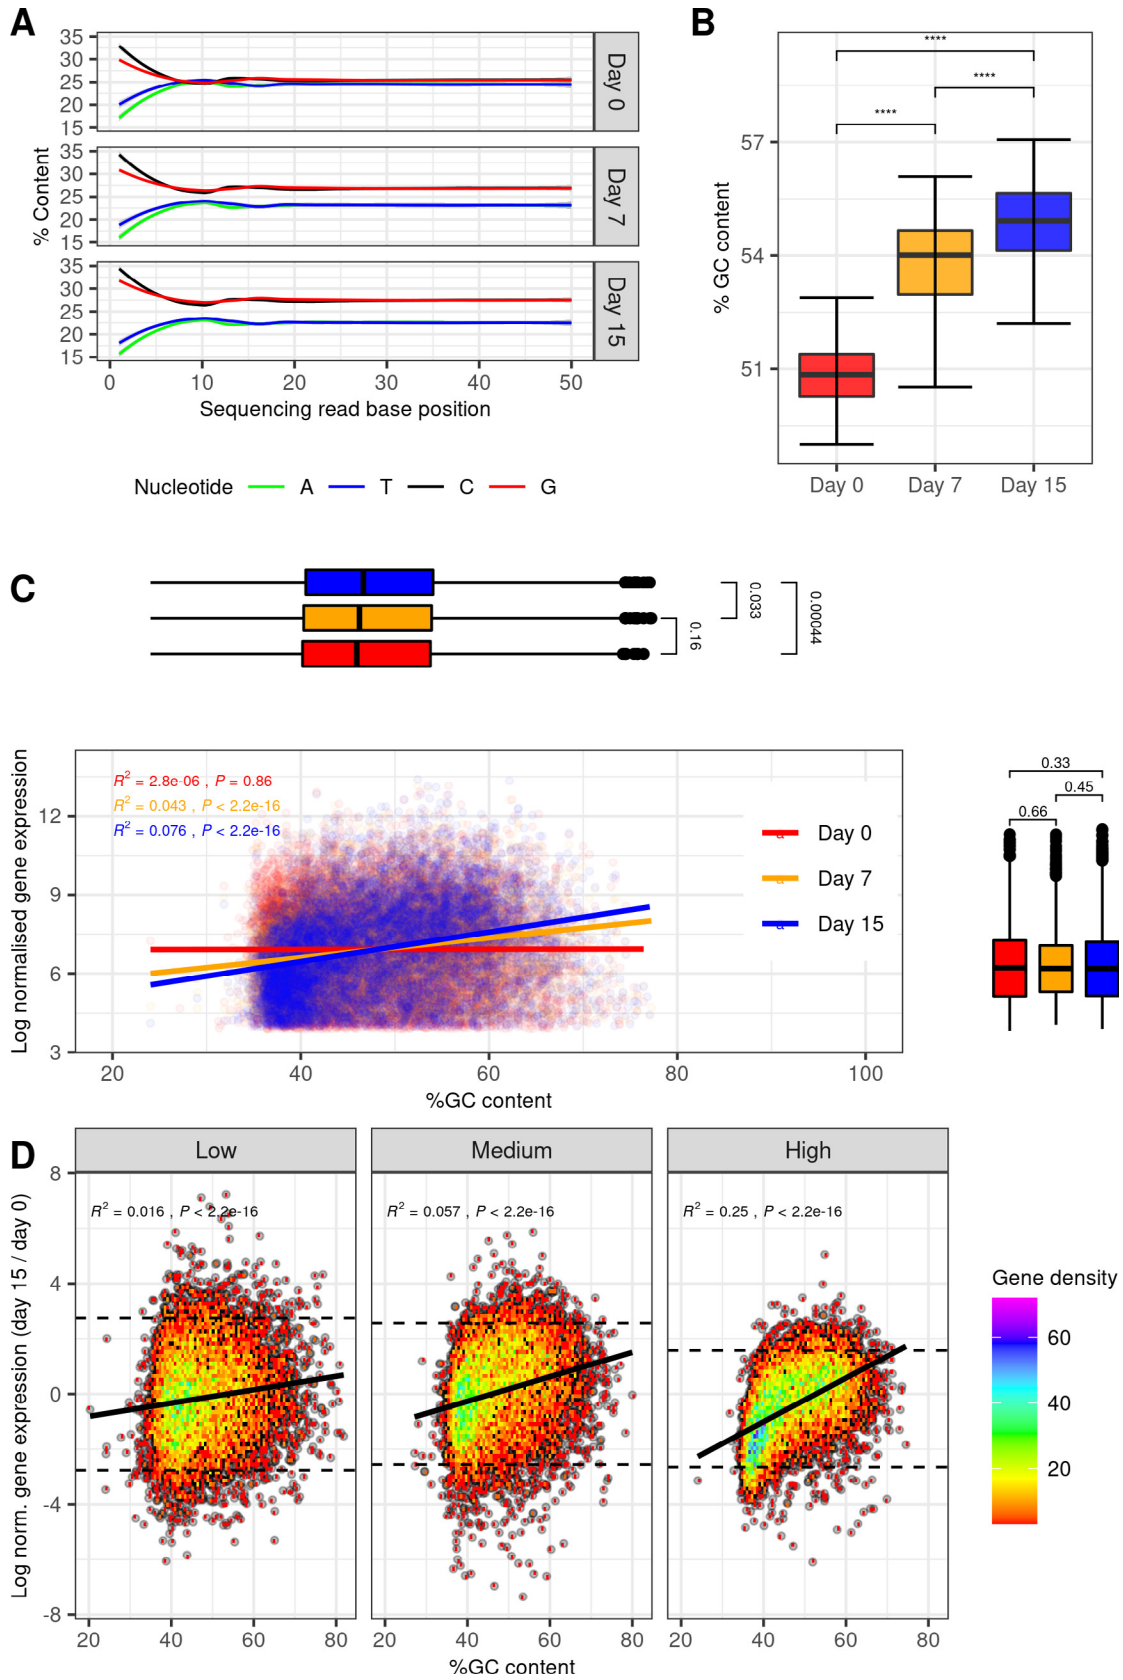 A
35
30
25
20
15
Day 0
35
30
25
20
15
Day 7
35
30
25
20
15
Day 15
% Content
0 10 20 30 40 50
Sequencing read base position
Nucleotide A T C G
B
****
****
****
57
54
51
% GC content
Day 0 Day 7 Day 15
C
0.16
0.033
0.00044
Log normalised gene expression
12
9
6
3
R² = 2.8e-06 , P = 0.86
R² = 0.043 , P < 2.2e-16
R² = 0.076 , P < 2.2e-16
a Day 0
a Day 7
a Day 15
20 40 60 80 100
%GC content
0.33
0.45
0.66
D
Low Medium High
Log norm. gene expression (day 15 / day 0)
8
4
0
-4
-8
R² = 0.016 , P < 2.2e-16
R² = 0.057 , P < 2.2e-16
R² = 0.25 , P < 2.2e-16
20 40 60 80 20 40 60 80 20 40 60 80
%GC content
Gene density
60
40
20